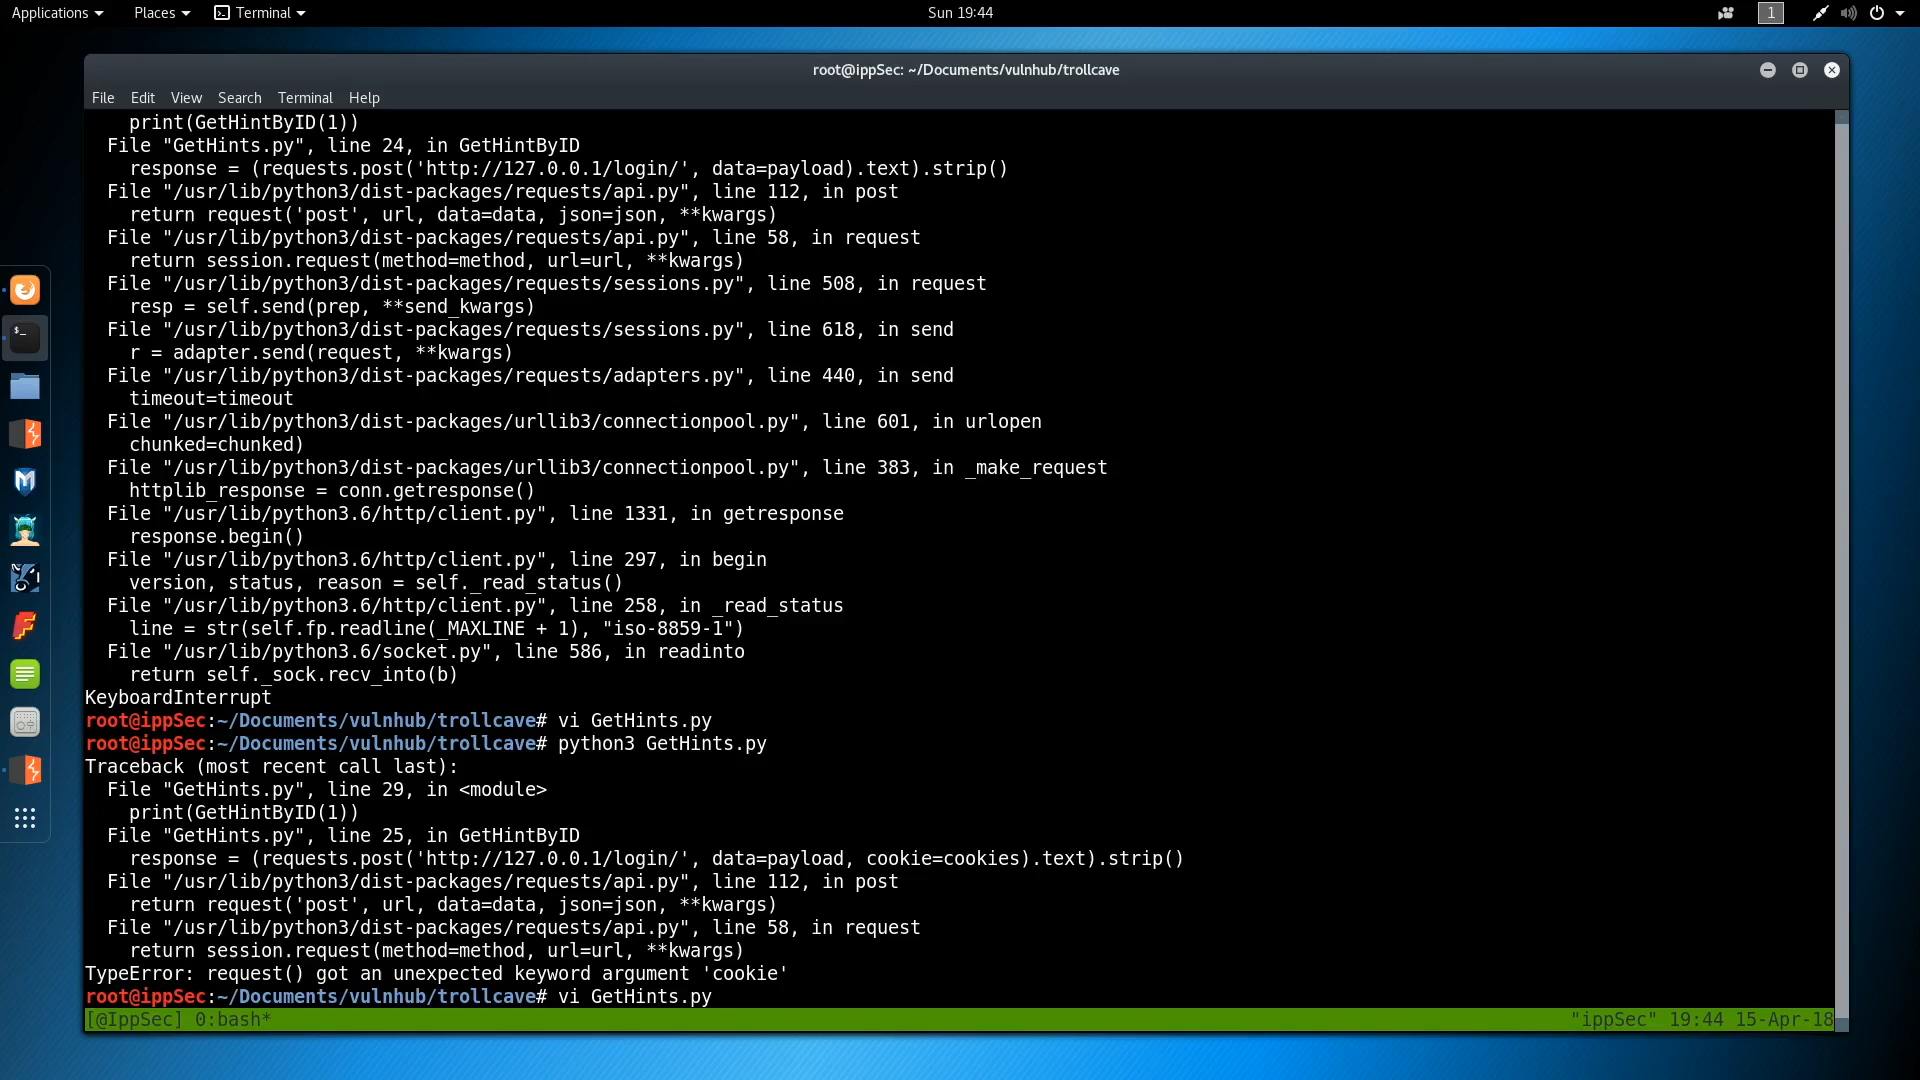 Applications Places Terminal Sun 19:44 1
root@ippSec: ~/Documents/vulnhub/trollcave
File Edit View Search Terminal Help
    print(GetHintByID(1))
  File "GetHints.py", line 24, in GetHintByID
    response = (requests.post('http://127.0.0.1/login/', data=payload).text).strip()
  File "/usr/lib/python3/dist-packages/requests/api.py", line 112, in post
    return request('post', url, data=data, json=json, **kwargs)
  File "/usr/lib/python3/dist-packages/requests/api.py", line 58, in request
    return session.request(method=method, url=url, **kwargs)
  File "/usr/lib/python3/dist-packages/requests/sessions.py", line 508, in request
    resp = self.send(prep, **send_kwargs)
  File "/usr/lib/python3/dist-packages/requests/sessions.py", line 618, in send
    r = adapter.send(request, **kwargs)
  File "/usr/lib/python3/dist-packages/requests/adapters.py", line 440, in send
    timeout=timeout
  File "/usr/lib/python3/dist-packages/urllib3/connectionpool.py", line 601, in urlopen
    chunked=chunked)
  File "/usr/lib/python3/dist-packages/urllib3/connectionpool.py", line 383, in _make_request
    httplib_response = conn.getresponse()
  File "/usr/lib/python3.6/http/client.py", line 1331, in getresponse
    response.begin()
  File "/usr/lib/python3.6/http/client.py", line 297, in begin
    version, status, reason = self._read_status()
  File "/usr/lib/python3.6/http/client.py", line 258, in _read_status
    line = str(self.fp.readline(_MAXLINE + 1), "iso-8859-1")
  File "/usr/lib/python3.6/socket.py", line 586, in readinto
    return self._sock.recv_into(b)
KeyboardInterrupt
root@ippSec:~/Documents/vulnhub/trollcave# vi GetHints.py
root@ippSec:~/Documents/vulnhub/trollcave# python3 GetHints.py
Traceback (most recent call last):
  File "GetHints.py", line 29, in <module>
    print(GetHintByID(1))
  File "GetHints.py", line 25, in GetHintByID
    response = (requests.post('http://127.0.0.1/login/', data=payload, cookie=cookies).text).strip()
  File "/usr/lib/python3/dist-packages/requests/api.py", line 112, in post
    return request('post', url, data=data, json=json, **kwargs)
  File "/usr/lib/python3/dist-packages/requests/api.py", line 58, in request
    return session.request(method=method, url=url, **kwargs)
TypeError: request() got an unexpected keyword argument 'cookie'
root@ippSec:~/Documents/vulnhub/trollcave# vi GetHints.py
[@IppSec] 0:bash* "ippSec" 19:44 15-Apr-18